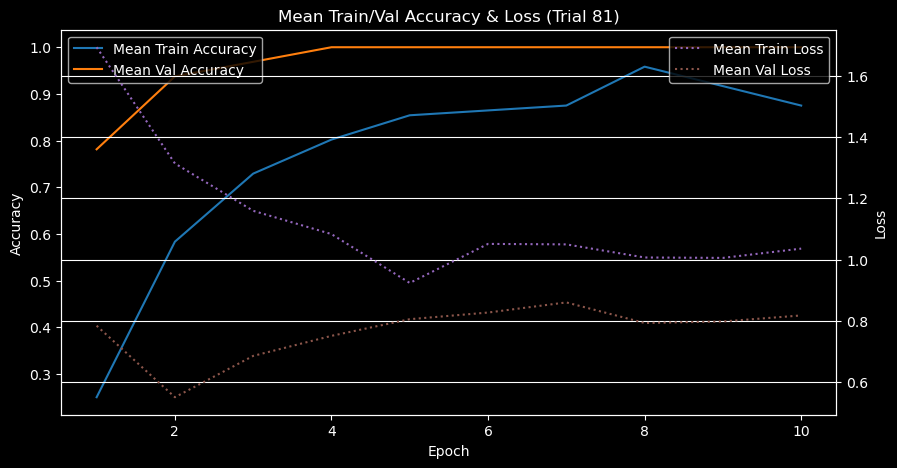 Mean Train/Val Accuracy & Loss (Trial 81)
Mean Train Accuracy
Mean Val Accuracy
Mean Train Loss
Mean Val Loss
Accuracy
1.0
0.9
0.8
0.7
0.6
0.5
0.4
0.3
1.6
1.4
1.2
1.0
0.8
0.6
Loss
2
4
6
8
10
Epoch